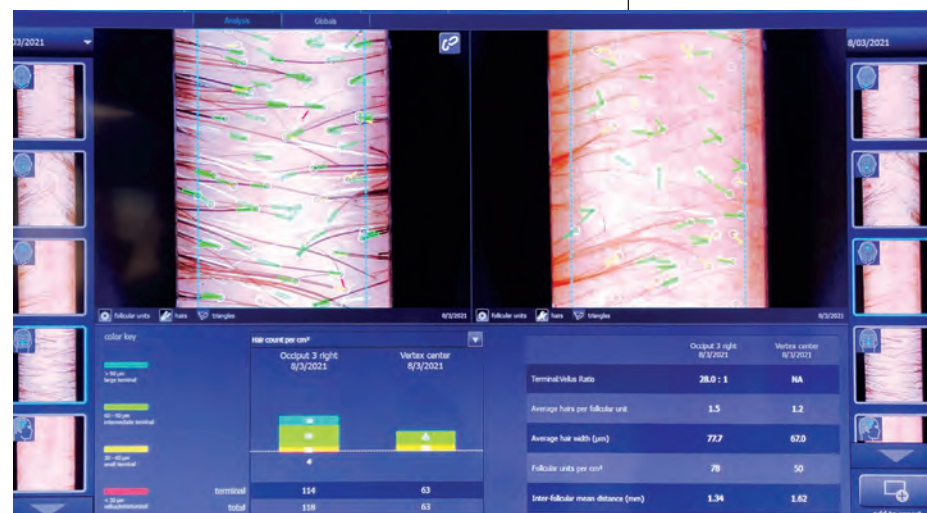 Analysis Globals
03/2021
8/03/2021
follicular units hairs triangles 8/3/2021
follicular units hairs triangles 8/3/2021
color key
large terminal
60 - 90 µm
intermediate terminal
20 - 60 µm
small terminal
< 20 µm
Hair count per cm²
Occiput 3 right
8/3/2021
Vertex center
8/3/2021
terminal 114 63
total 118 63
Occiput 3 right
8/3/2021
Vertex center
8/3/2021
Terminal:Vellus Ratio 28.0 : 1 NA
Average hairs per follicular unit 1.5 1.2
Average hair width (µm) 77.7 67.0
Follicular units per cm² 78 50
Inter-follicular mean distance (mm) 1.34 1.62